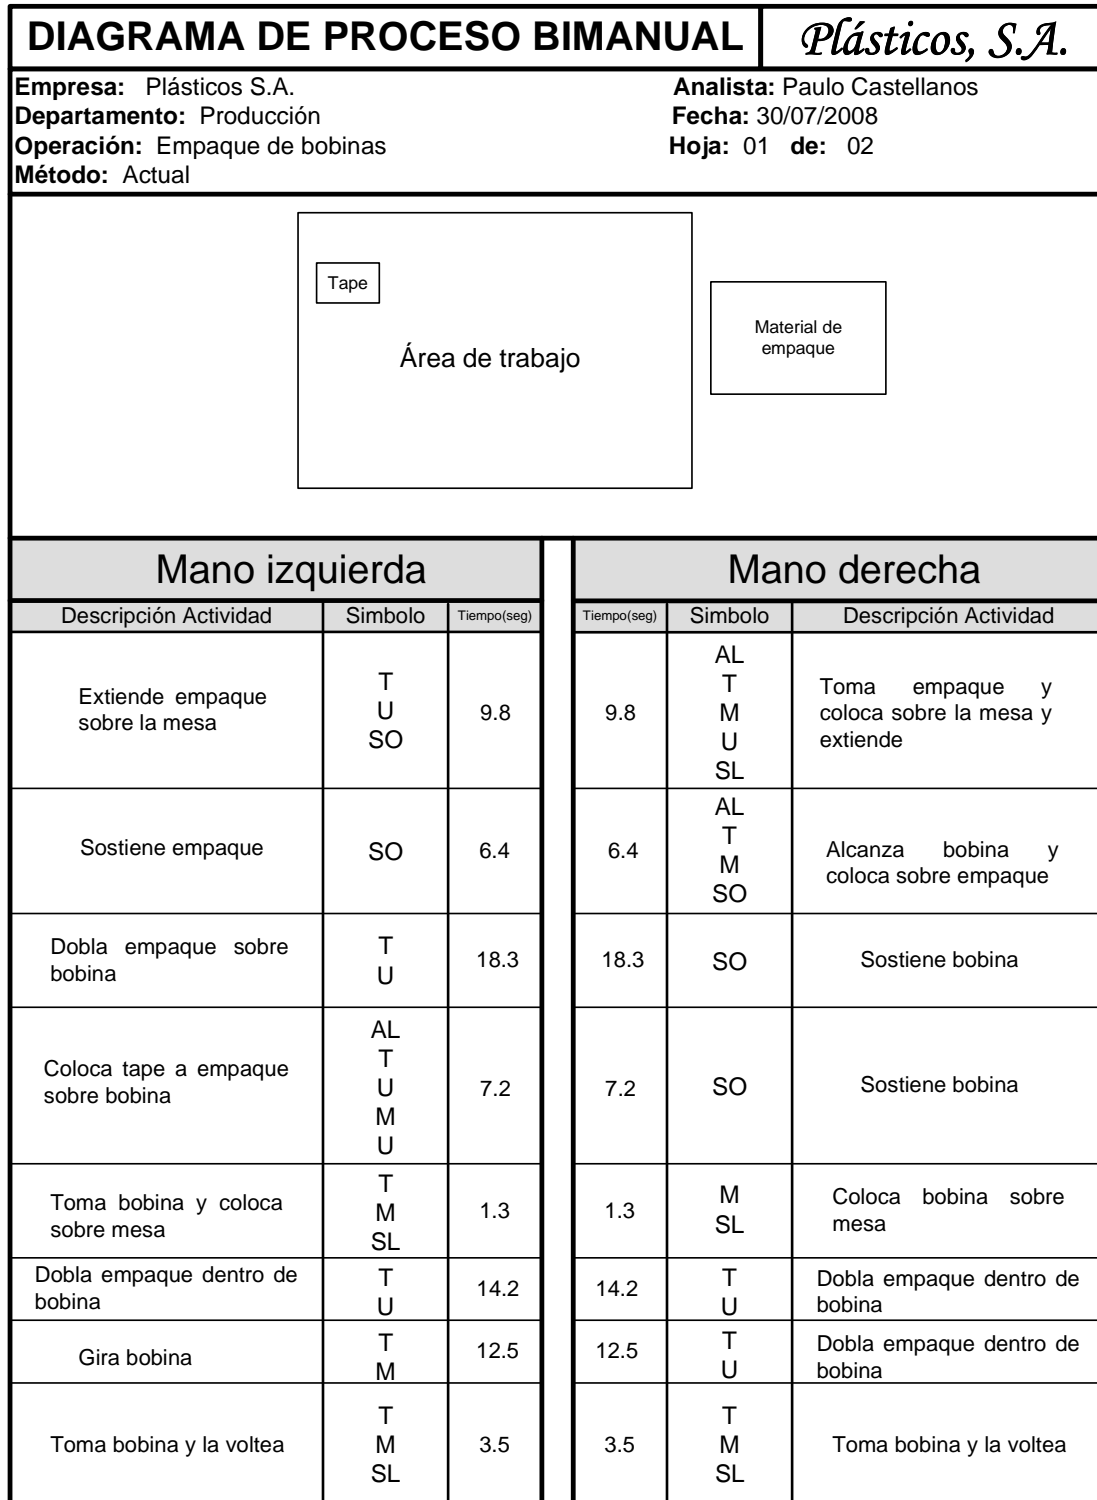 DIAGRAMA DE PROCESO BIMANUAL
Plásticos, S.A.
Empresa: Plásticos S.A.
Analista: Paulo Castellanos
Departamento: Producción
Fecha: 30/07/2008
Operación: Empaque de bobinas
Hoja: 01 de: 02
Método: Actual
Tape
Área de trabajo
Material de
empaque
Mano izquierda
Mano derecha
Descripción Actividad
Simbolo
Tiempo(seg)
Tiempo(seg)
Simbolo
Descripción Actividad
Extiende empaque
sobre la mesa
T
U
SO
9.8
9.8
AL
T
M
U
SL
Toma empaque y
coloca sobre la mesa y
extiende
Sostiene empaque
SO
6.4
6.4
AL
T
M
SO
Alcanza bobina y
coloca sobre empaque
Dobla empaque sobre
bobina
T
U
18.3
18.3
SO
Sostiene bobina
Coloca tape a empaque
sobre bobina
AL
T
U
M
U
7.2
7.2
SO
Sostiene bobina
Toma bobina y coloca
sobre mesa
T
M
SL
1.3
1.3
M
SL
Coloca bobina sobre
mesa
Dobla empaque dentro de
bobina
T
U
14.2
14.2
T
U
Dobla empaque dentro de
bobina
Gira bobina
T
M
12.5
12.5
T
U
Dobla empaque dentro de
bobina
Toma bobina y la voltea
T
M
SL
3.5
3.5
T
M
SL
Toma bobina y la voltea